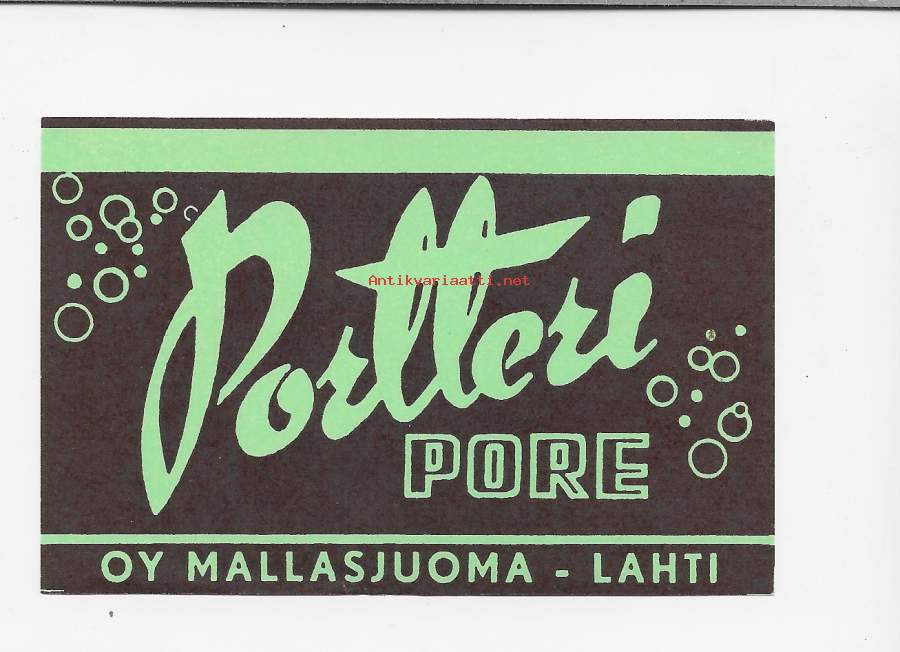 Portteri
Antikvariaatti.net
PORE
OY MALLASJUOMA - LAHTI